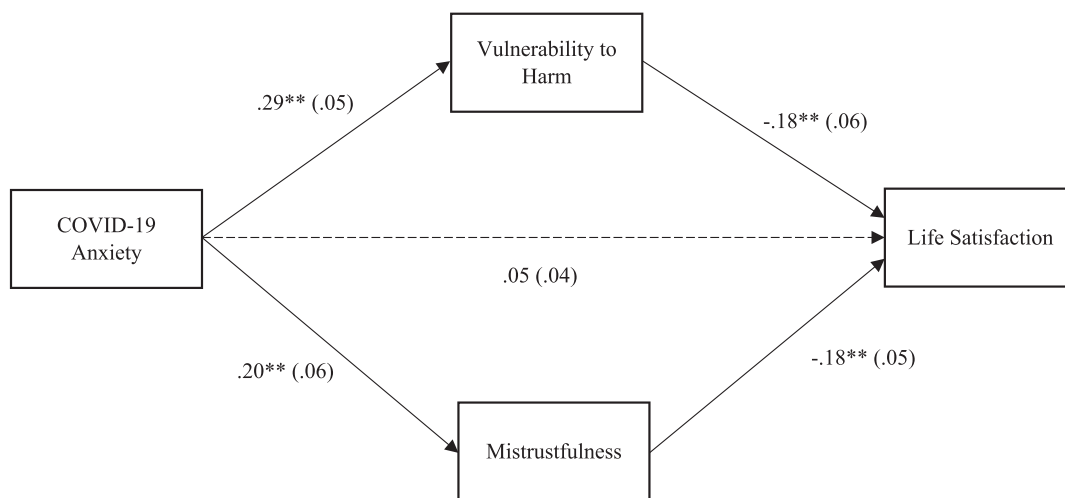 Vulnerability to
Harm
.29** (.05)
-.18** (.06)
COVID-19
Anxiety
Life Satisfaction
.05 (.04)
.20** (.06)
-.18** (.05)
Mistrustfulness